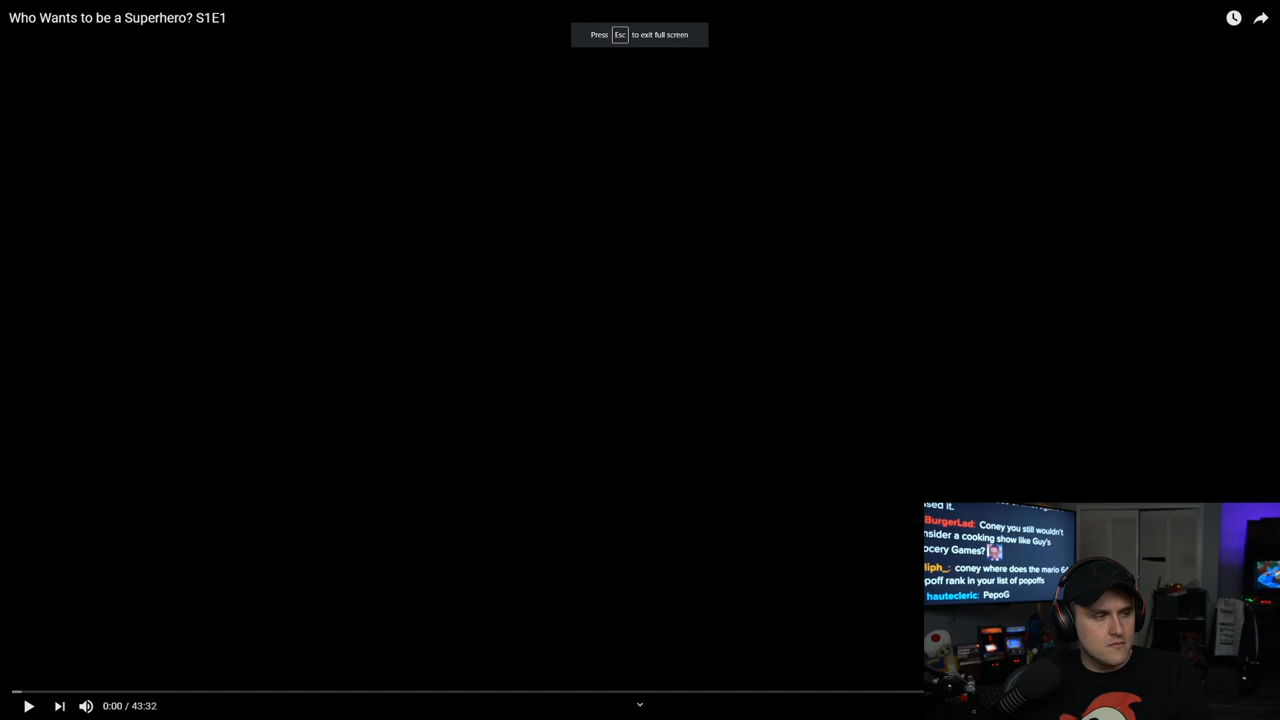 Who Wants to be a Superhero? S1E1
Press Esc to exit full screen
sed it.
BurgerLad: Coney you still wouldn't
nsider a cooking show like Guy's
ocery Games?
liph_: coney where does the mario 64
poff rank in your list of popoffs
hautecleric: PepoG
0:00 / 43:32